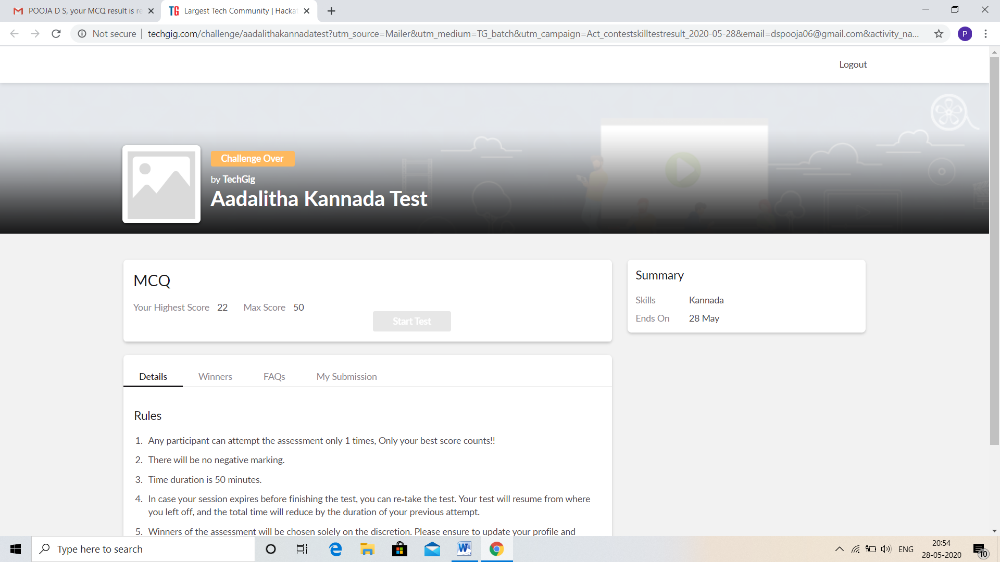 POOJA D S, your MCQ result is re
TG Largest Tech Community | Hacka
Not secure | techgig.com/challenge/aadalithakannadatest?utm_source=Mailer&utm_medium=TG_batch&utm_campaign=Act_contestskilltestresult_2020-05-28&email=dspooja06@gmail.com&activity_na...
P
Logout
Challenge Over
by TechGig
Aadalitha Kannada Test
MCQ
Your Highest Score 22 Max Score 50
Start Test
Summary
Skills Kannada
Ends On 28 May
Details Winners FAQs My Submission
Rules
1. Any participant can attempt the assessment only 1 times, Only your best score counts!!
2. There will be no negative marking.
3. Time duration is 50 minutes.
4. In case your session expires before finishing the test, you can re-take the test. Your test will resume from where
you left off, and the total time will reduce by the duration of your previous attempt.
5. Winners of the assessment will be chosen solely on the discretion. Please ensure to update your profile and
Type here to search
W
ENG
20:54
28-05-2020
10